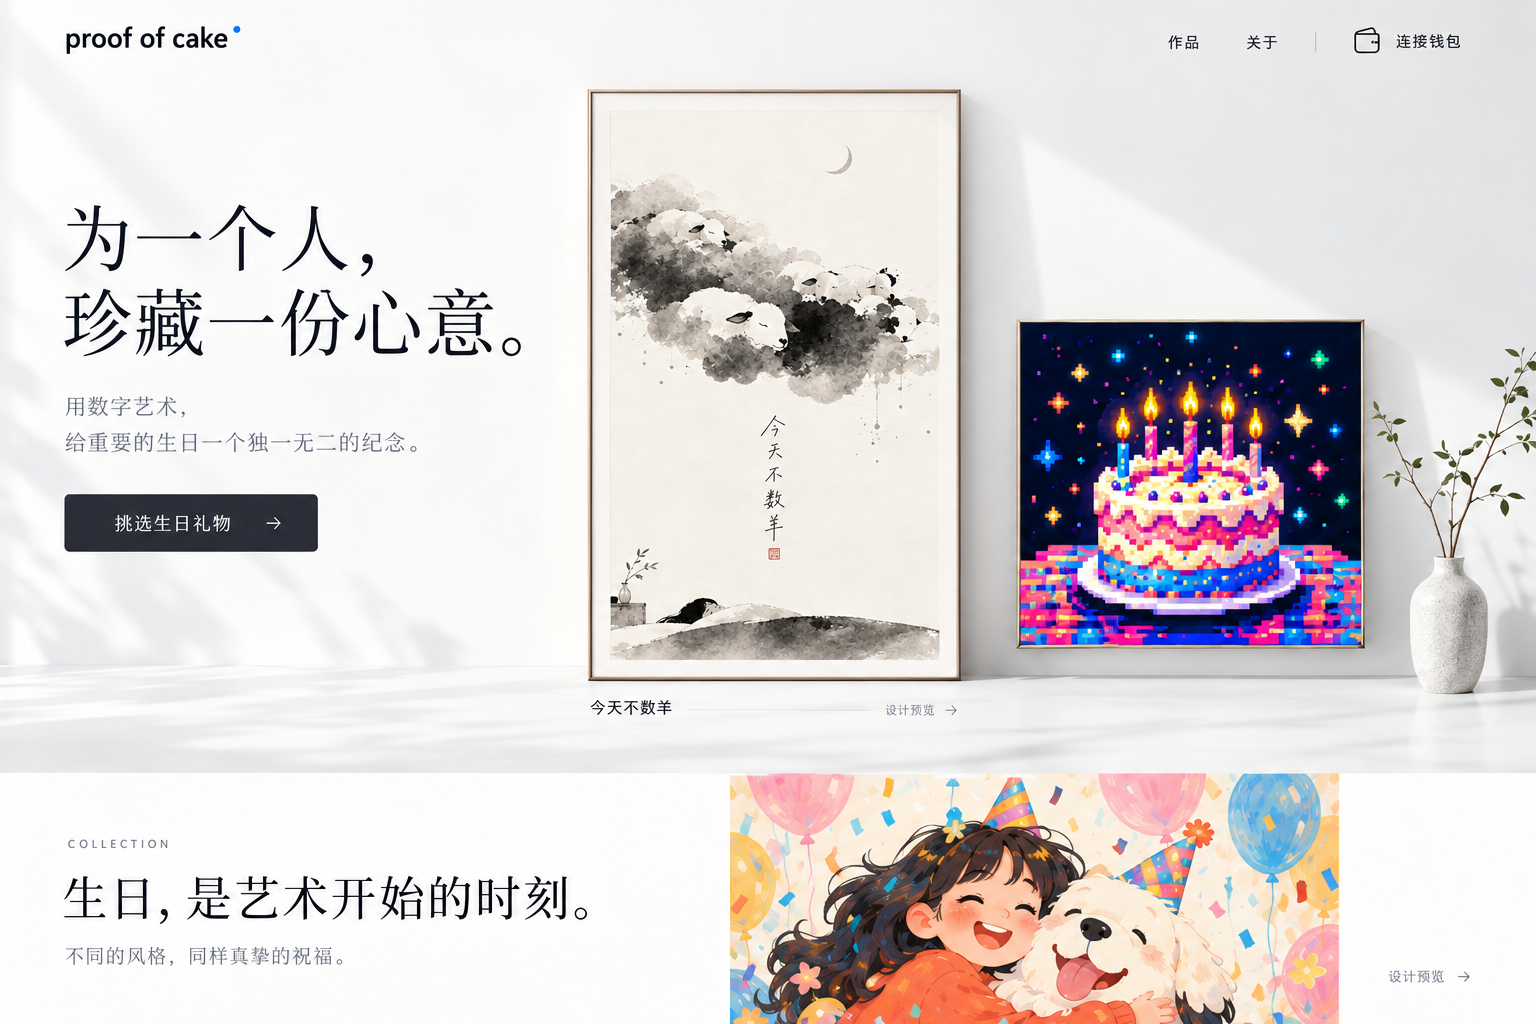 proof of cake
作品
关于
连接钱包
为一个人，
珍藏一份心意。
用数字艺术，
给重要的生日一个独一无二的纪念。
挑选生日礼物 →
今天不数羊
今天不数羊
设计预览 →
COLLECTION
生日，是艺术开始的时刻。
不同的风格，同样真挚的祝福。
设计预览 →